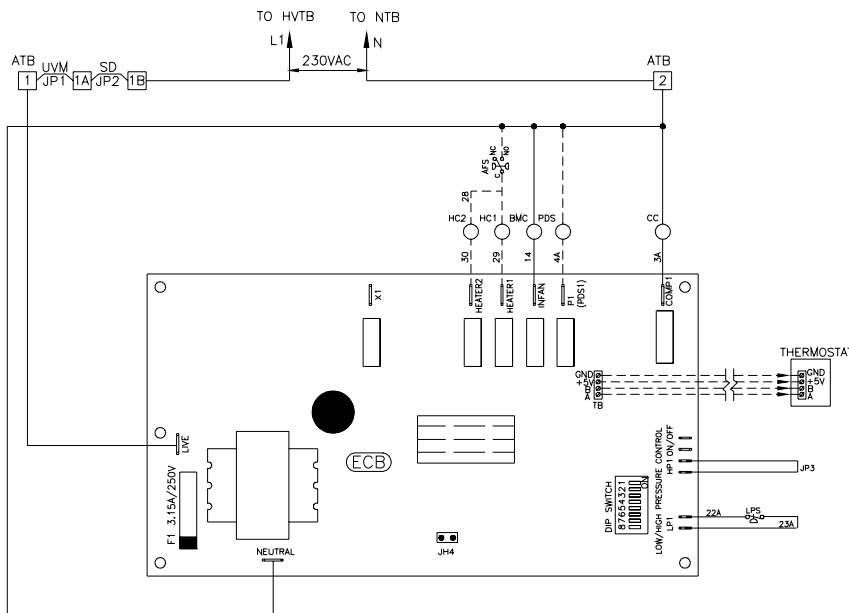 TO HVTB
TO NTB
L1
N
230VAC
ATB
UVM
SD
1
JP1
1A
JP2
1B
ATB
2
NC
NO
AFS
C
28
HC2
HC1
BMC
PDS
CC
30
29
14
4A
3A
X1
HEATER2
HEATER1
INFAN
P1
(PDS1)
COMP1
THERMOSTAT
GND
+5V
B
A
TB
GND
+5V
B
A
LIVE
ECB
F1 3.15A/250V
NEUTRAL
JH4
DIP SWITCH
87654321
ON
LOW/HIGH PRESSURE CONTROL
ON/OFF
HP1
LP1
JP3
22A
LPS
23A